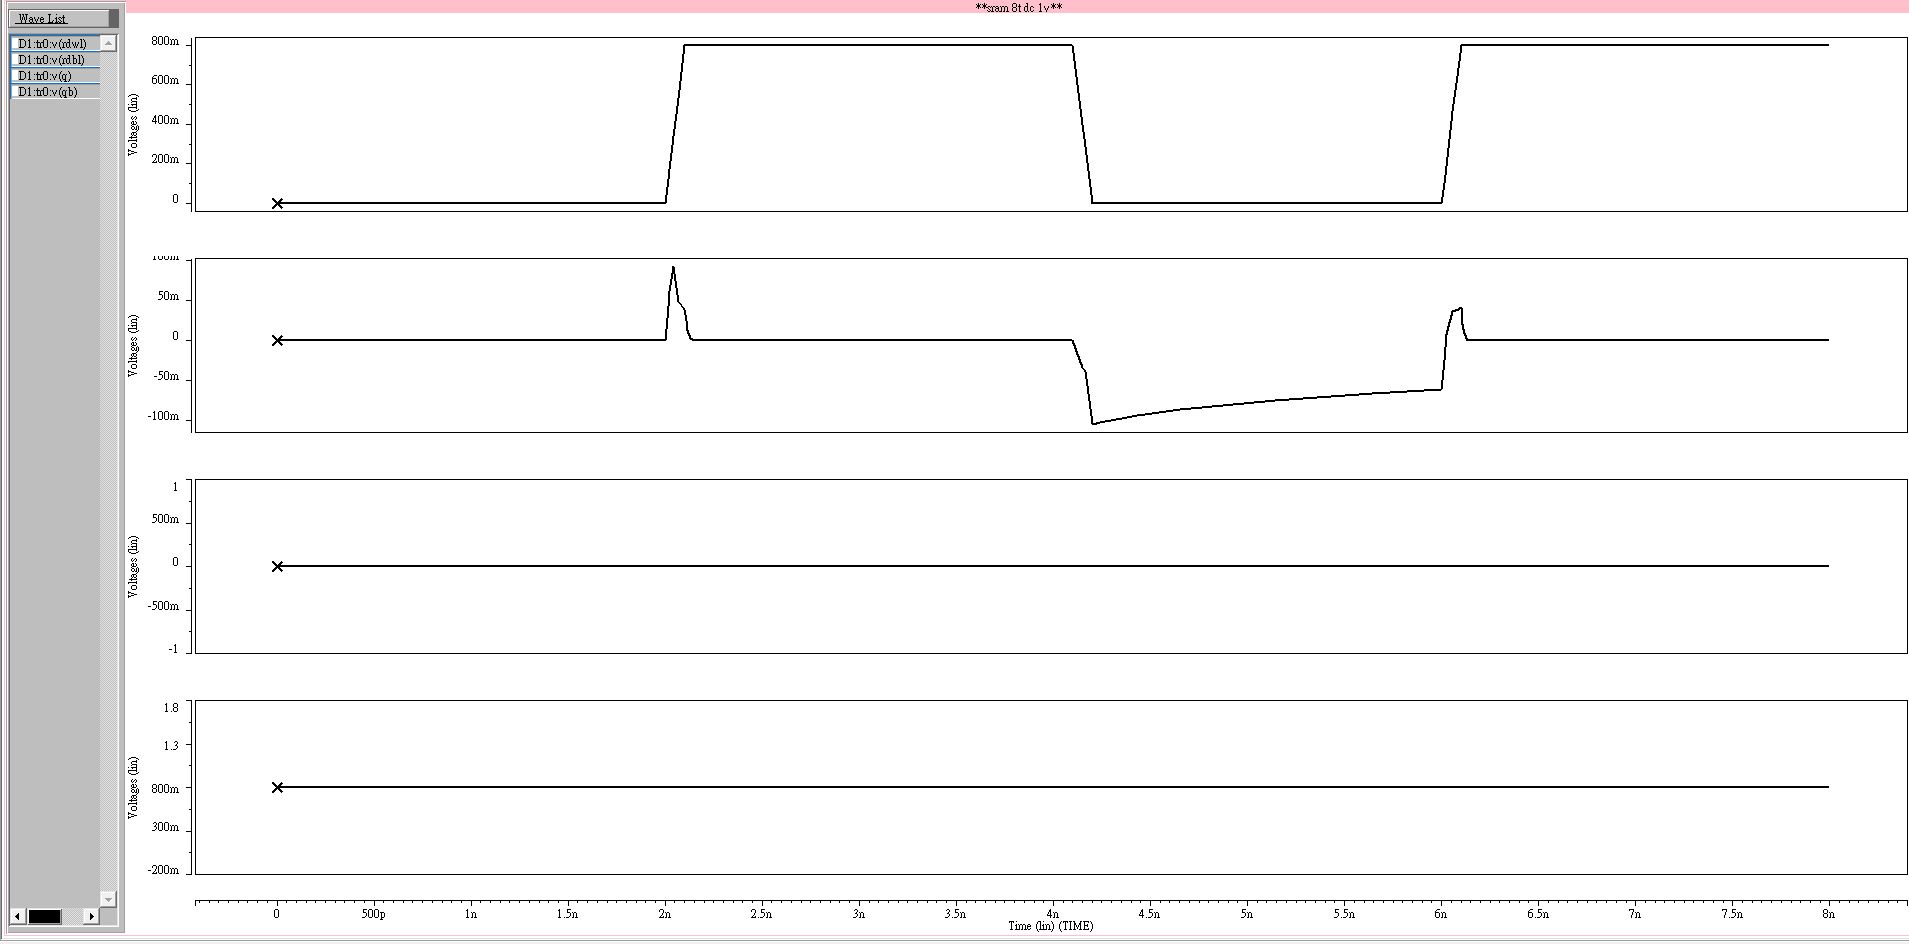 **sram 8t dc 1v**
Wave List
D1:tr0:v(rdwl)
D1:tr0:v(rdbl)
D1:tr0:v(q)
D1:tr0:v(qb)
Voltages (lin)
800m
600m
400m
200m
0
Voltages (lin)
100m
50m
0
-50m
-100m
Voltages (lin)
1
500m
0
-500m
-1
Voltages (lin)
1.8
1.3
800m
300m
-200m
0 500p 1n 1.5n 2n 2.5n 3n 3.5n 4n 4.5n 5n 5.5n 6n 6.5n 7n 7.5n 8n
Time (lin) (TIME)